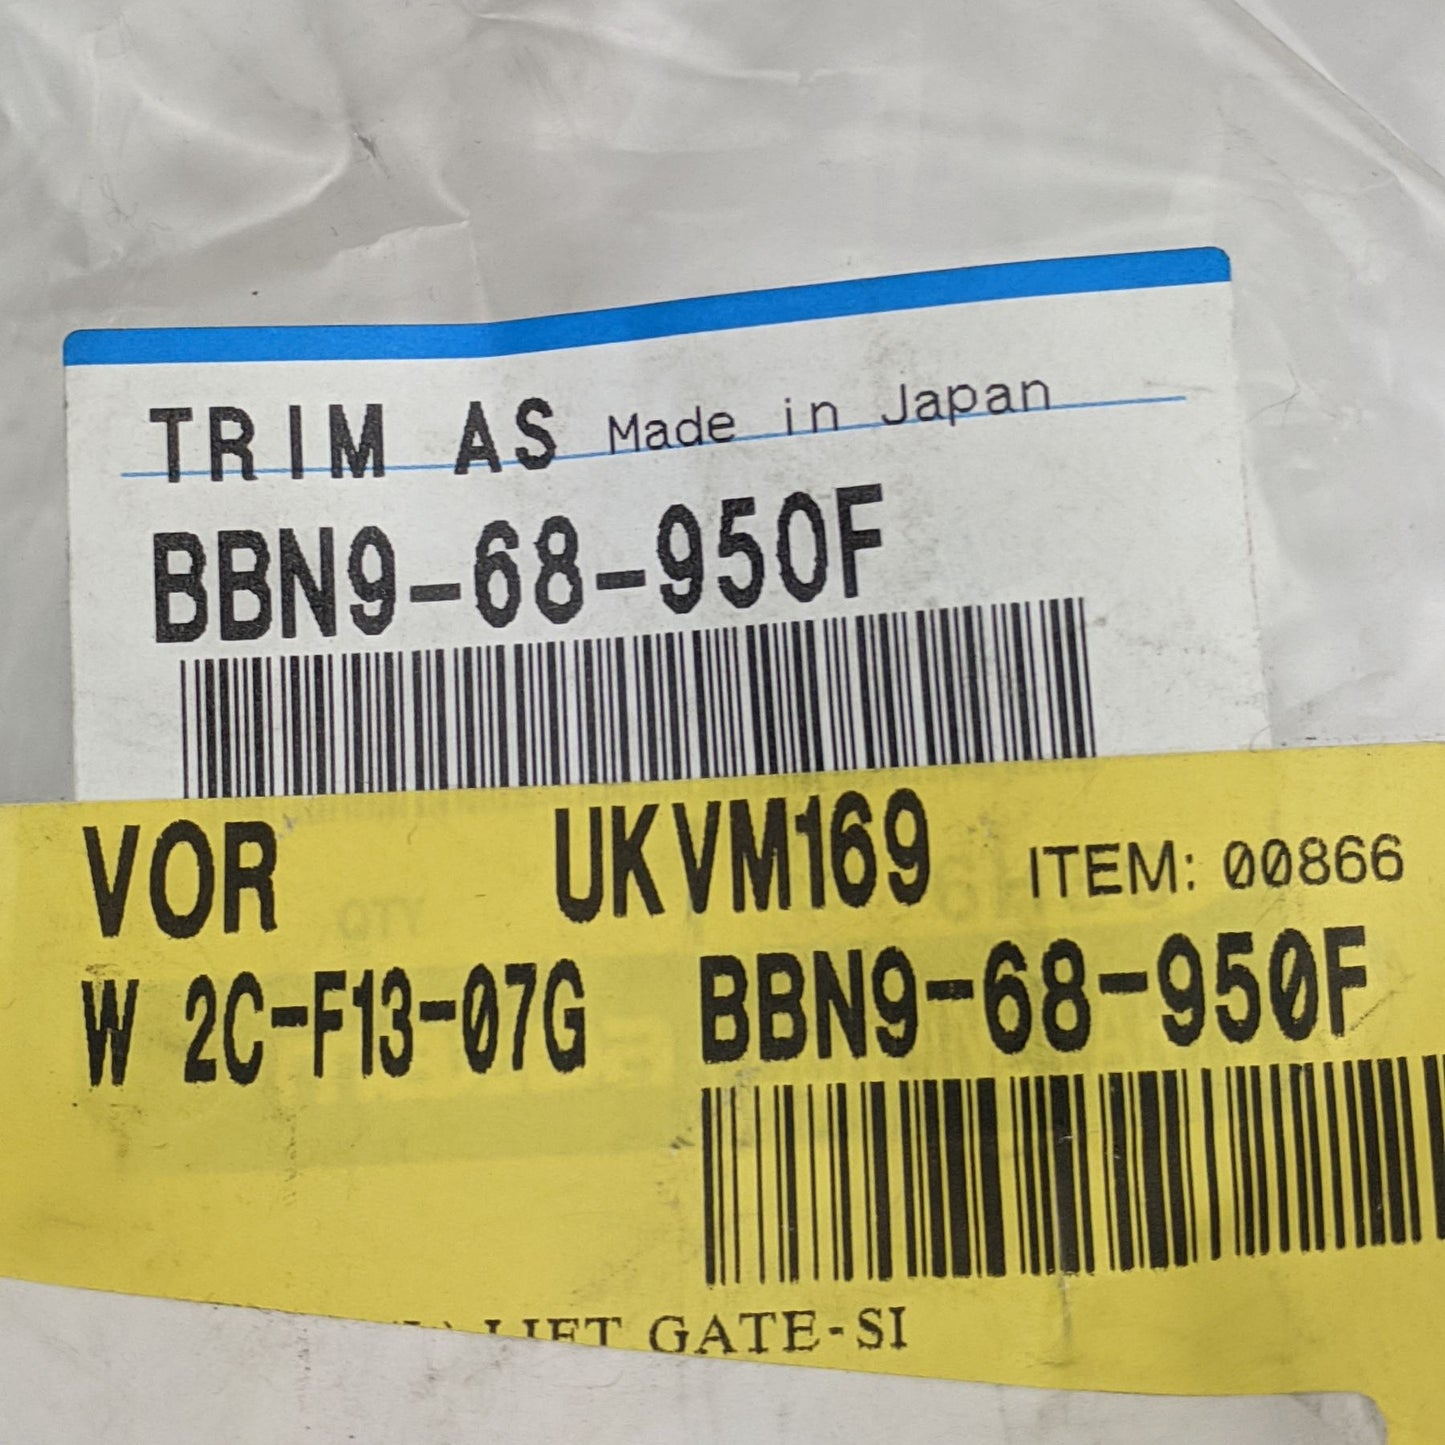 TRIM AS Made in Japan
BBN9-68-950F
VOR UKVM169 ITEM: 00866
QTY
W 2C-F13-07G BBN9-68-950F
LIFT GATE-SI